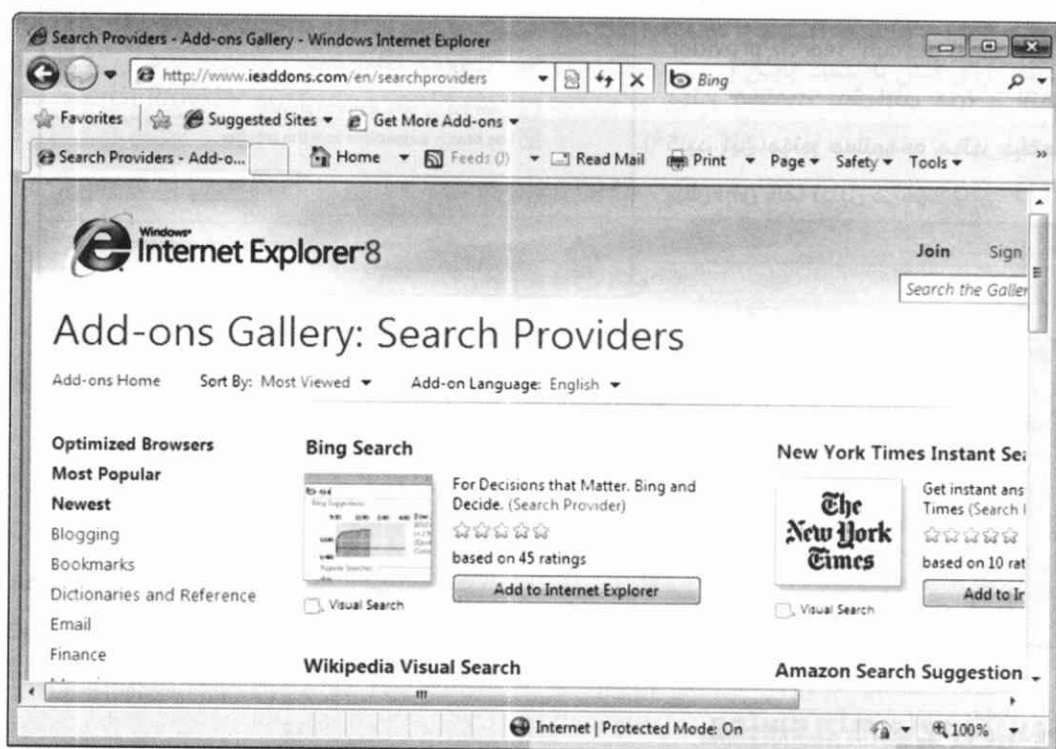 Search Providers - Add-ons Gallery - Windows Internet Explorer
http://www.ieaddons.com/en/searchproviders
Bing
Favorites Suggested Sites Get More Add-ons
Search Providers - Add-o... Home Feeds (J) Read Mail Print Page Safety Tools »
Windows
Internet Explorer 8
Join Sign
Search the Galler
Add-ons Gallery: Search Providers
Add-ons Home Sort By: Most Viewed Add-on Language: English
Optimized Browsers
Most Popular
Newest
Blogging
Bookmarks
Dictionaries and Reference
Email
Finance
Bing Search
For Decisions that Matter. Bing and
Decide. (Search Provider)
based on 45 ratings
Add to Internet Explorer
Visual Search
Wikipedia Visual Search
New York Times Instant Sea
The
New York
Times
Get instant ans
Times (Search
based on 10 rat
Add to Ir
Visual Search
Amazon Search Suggestion
Internet | Protected Mode: On
100%